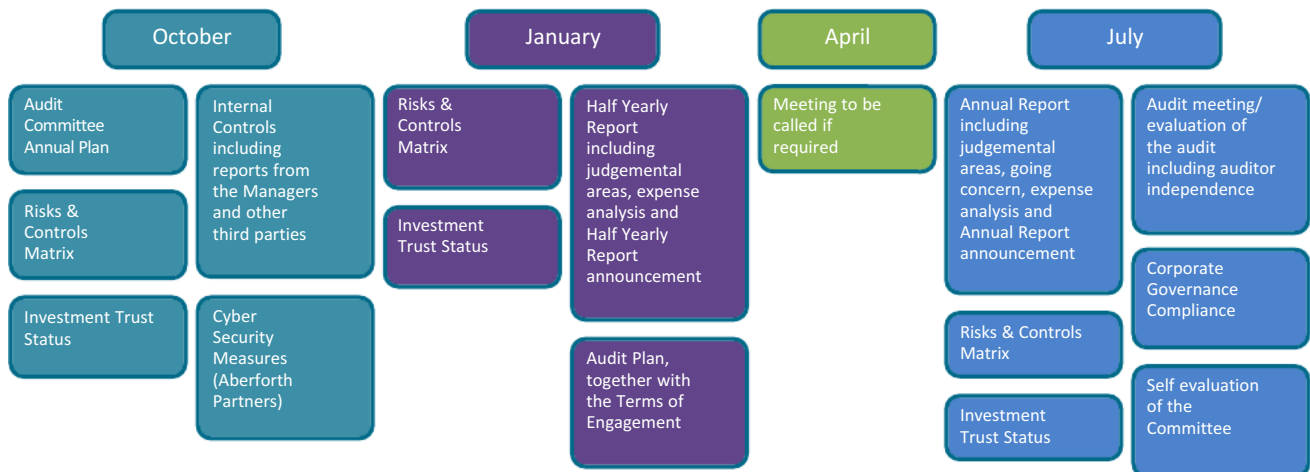 October
Audit
Committee
Annual Plan
Risks &
Controls
Matrix
Investment Trust
Status
Internal
Controls
including
reports from
the Managers
and other
third parties
Cyber
Security
Measures
(Aberforth
Partners)
January
Risks &
Controls
Matrix
Investment
Trust Status
Half Yearly
Report
including
judgemental
areas, expense
analysis and
Half Yearly
Report
announcement
Audit Plan,
together with
the Terms of
Engagement
April
Meeting to be
called if
required
July
Annual Report
including
judgemental
areas, going
concern, expense
analysis and
Annual Report
announcement
Risks & Controls
Matrix
Investment
Trust Status
Audit meeting/
evaluation of
the audit
including auditor
independence
Corporate
Governance
Compliance
Self evaluation
of the
Committee